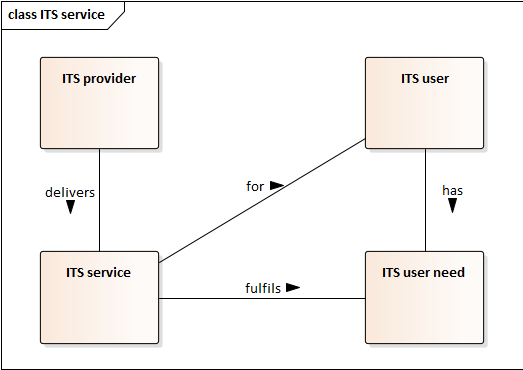 class ITS service
ITS provider
ITS user
for
delivers
has
ITS service
ITS user need
fulfils